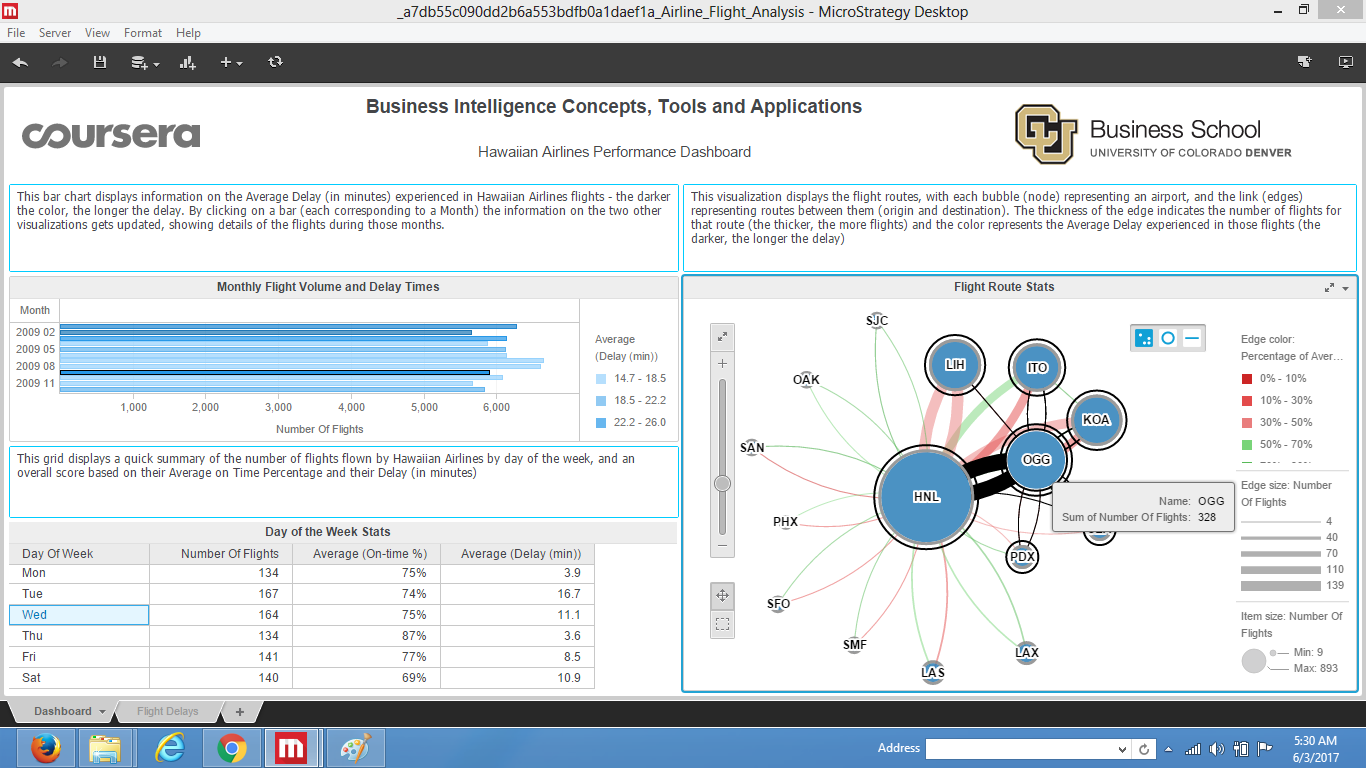 _a7db55c090dd2b6a553bdfb0a1daef1a_Airline_Flight_Analysis - MicroStrategy Desktop
File Server View Format Help
Business Intelligence Concepts, Tools and Applications
coursera
Hawaiian Airlines Performance Dashboard
CU
Business School
UNIVERSITY OF COLORADO DENVER
This bar chart displays information on the Average Delay (in minutes) experienced in Hawaiian Airlines flights - the darker
the color, the longer the delay. By clicking on a bar (each corresponding to a Month) the information on the two other
visualizations gets updated, showing details of the flights during those months.
This visualization displays the flight routes, with each bubble (node) representing an airport, and the link (edges)
representing routes between them (origin and destination). The thickness of the edge indicates the number of flights for
that route (the thicker, the more flights) and the color represents the Average Delay experienced in those flights (the
darker, the longer the delay)
Monthly Flight Volume and Delay Times
Month
2009 02
2009 05
2009 08
2009 11
1,000 2,000 3,000 4,000 5,000 6,000
Number Of Flights
Average
(Delay (min))
14.7 - 18.5
18.5 - 22.2
22.2 - 26.0
This grid displays a quick summary of the number of flights flown by Hawaiian Airlines by day of the week, and an
overall score based on their Average on Time Percentage and their Delay (in minutes)
Day of the Week Stats
Day Of Week Number Of Flights Average (On-time %) Average (Delay (min))
Mon 134 75% 3.9
Tue 167 74% 16.7
Wed 164 75% 11.1
Thu 134 87% 3.6
Fri 141 77% 8.5
Sat 140 69% 10.9
Flight Route Stats
SJC
LIH
ITO
OAK
KOA
SAN
OGG
HNL
PHX
PDX
SFO
SMF
LAS
LAX
Name: OGG
Sum of Number Of Flights: 328
Edge color:
Percentage of Aver...
0% - 10%
10% - 30%
30% - 50%
50% - 70%
Edge size: Number
Of Flights
4
40
70
110
139
Item size: Number Of
Flights
Min: 9
Max: 893
Dashboard
Flight Delays
Address
5:30 AM
6/3/2017